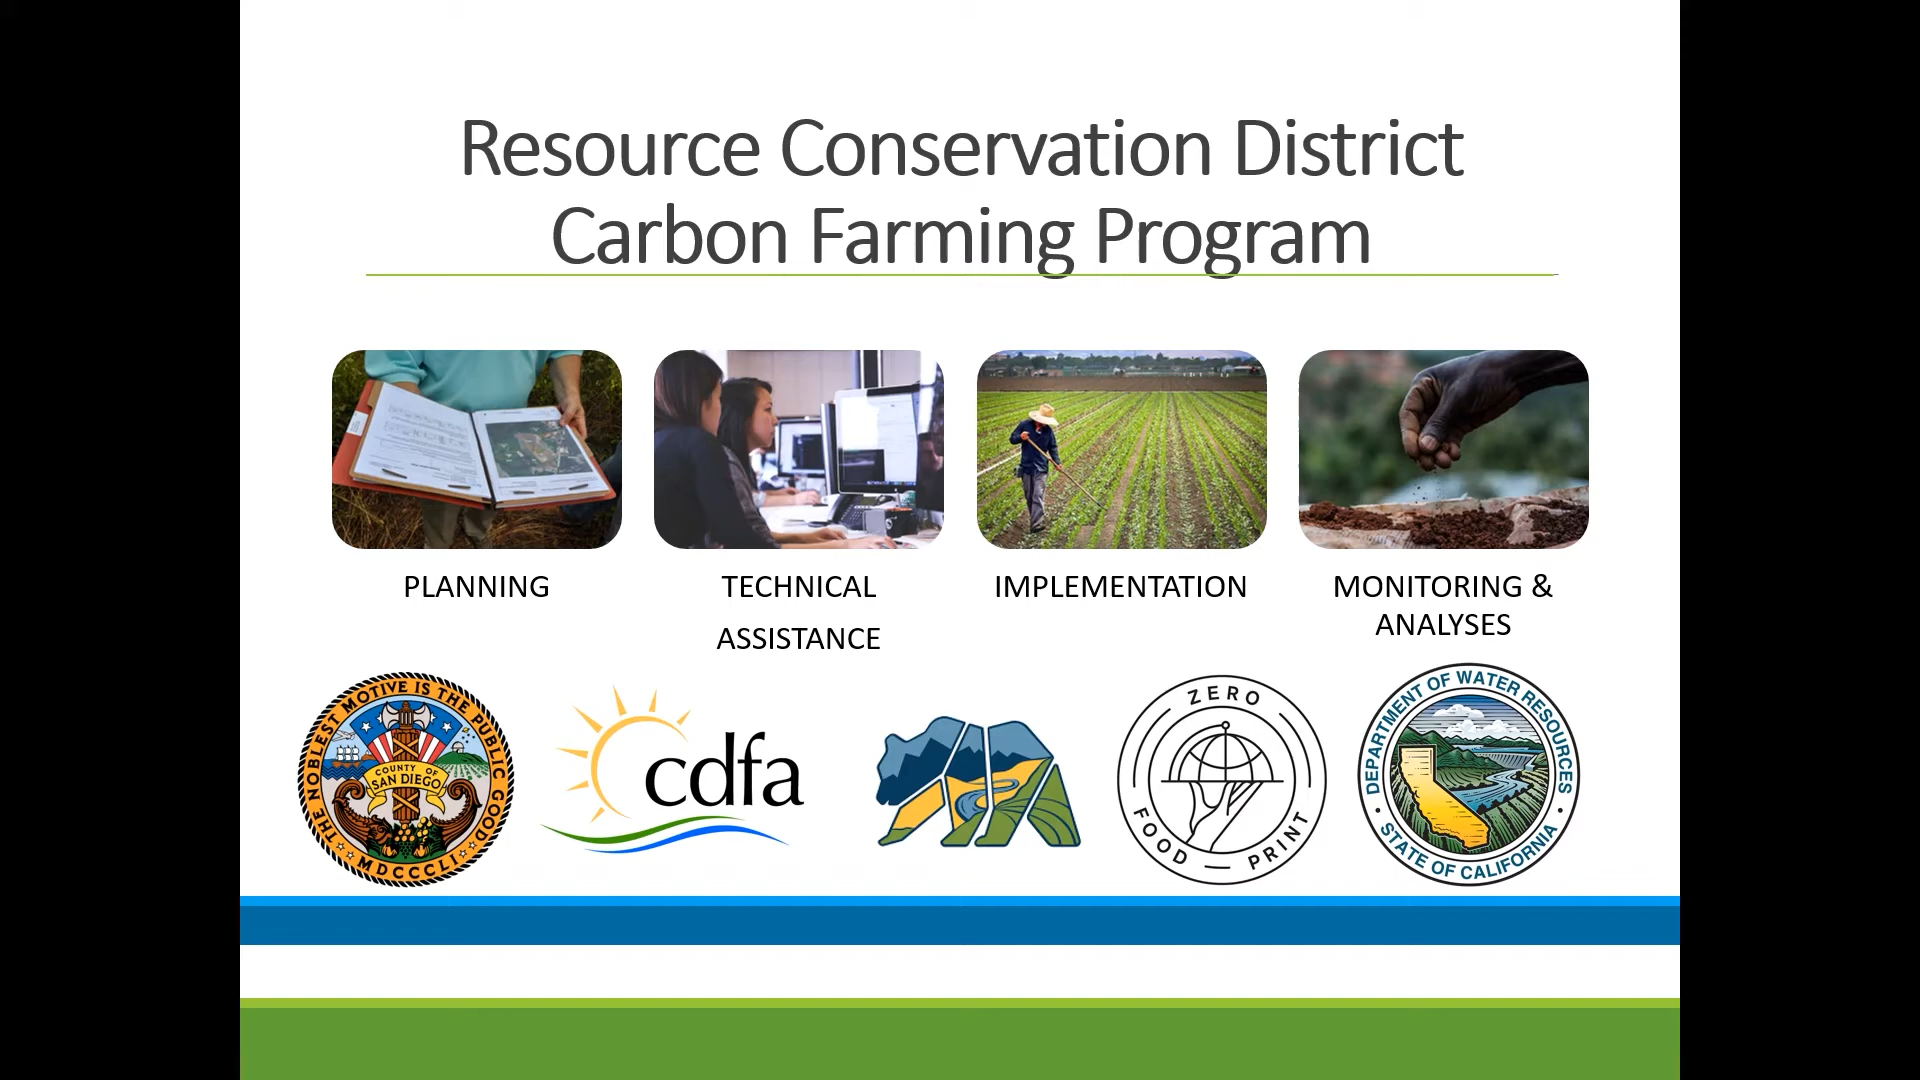 Resource Conservation District
Carbon Farming Program
PLANNING
TECHNICAL
ASSISTANCE
IMPLEMENTATION
MONITORING &
ANALYSES
THE NOBLEST MOTIVE IS THE PUBLIC GOOD
COUNTY OF
SAN DIEGO
MDCCCLI
cdfa
ZERO
FOOD — PRINT
DEPARTMENT OF WATER RESOURCES
STATE OF CALIFORNIA